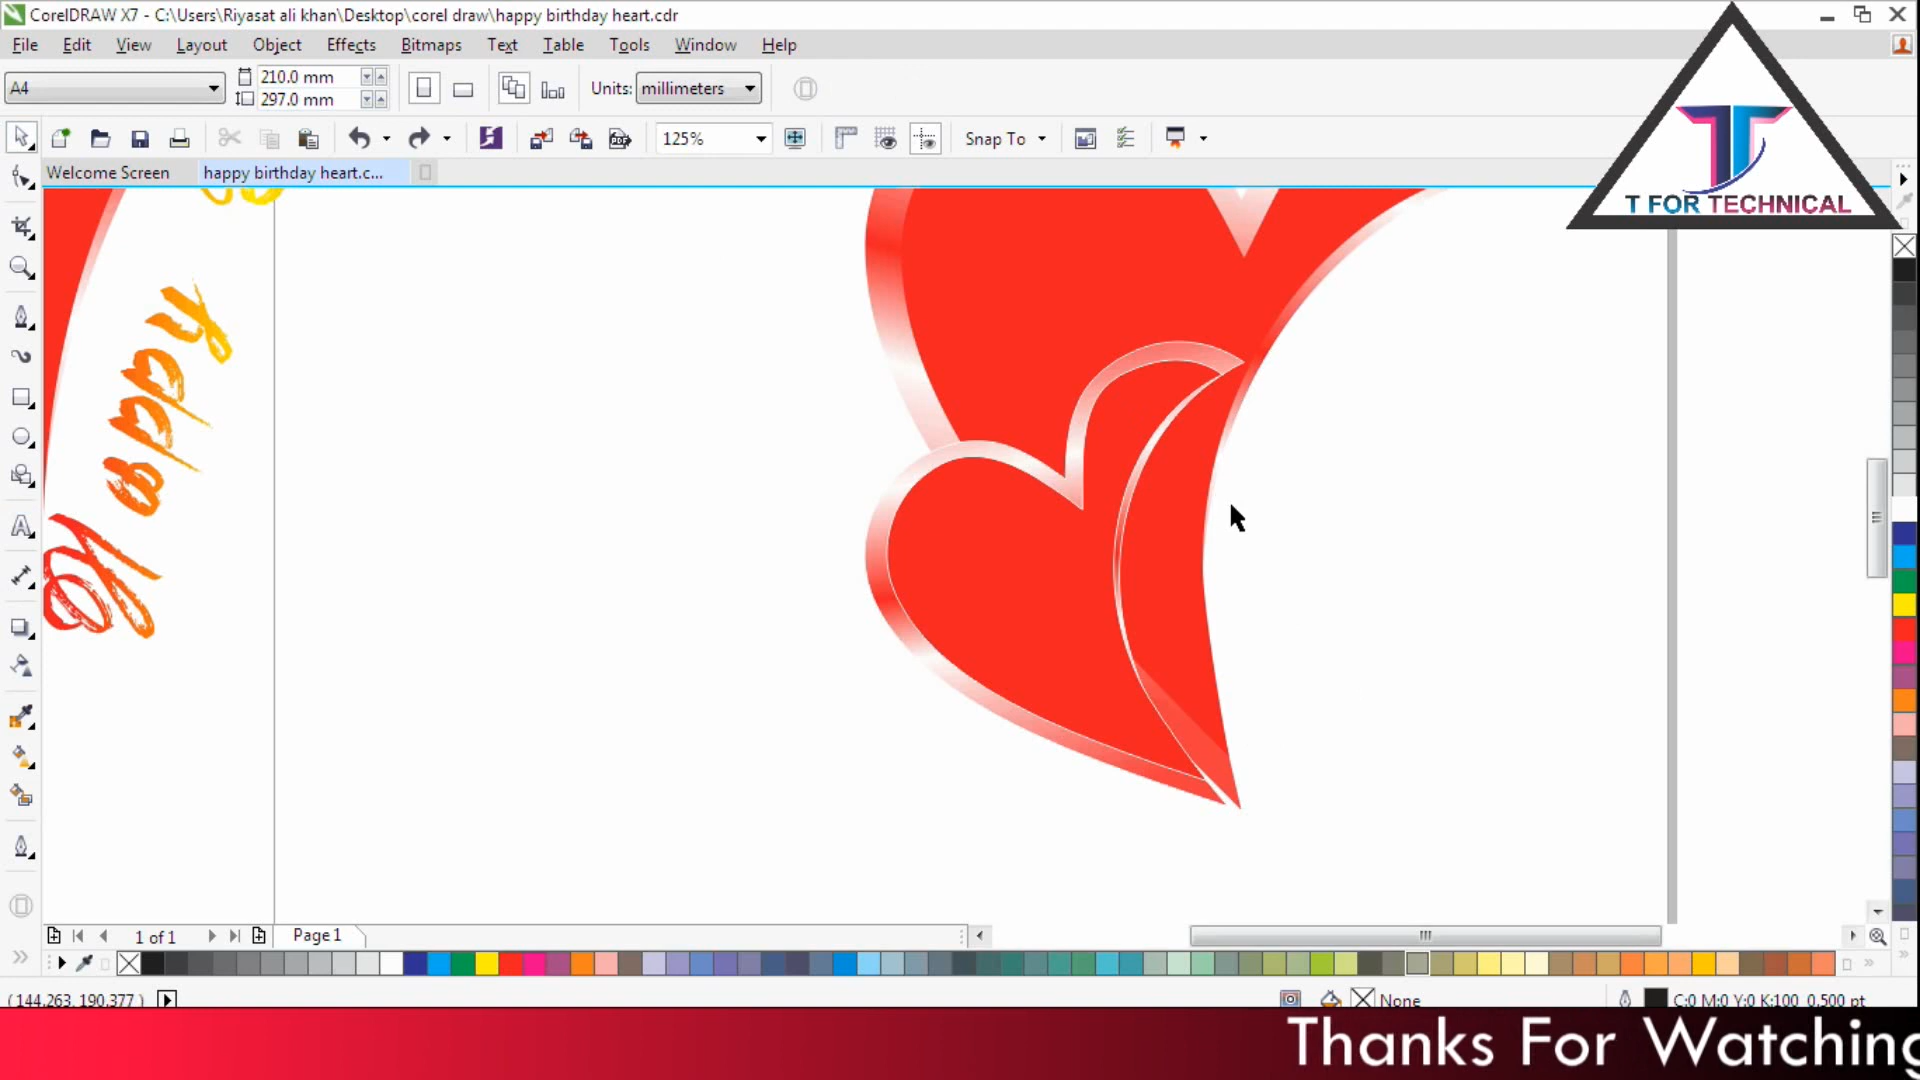 CorelDRAW X7 - C:\Users\Riyasat ali khan\Desktop\corel draw\happy birthday heart.cdr
File Edit View Layout Object Effects Bitmaps Text Table Tools Window Help
A4
210.0 mm
297.0 mm
Units: millimeters
125%
Snap To
Welcome Screen
happy birthday heart.c...
T FOR TECHNICAL
1 of 1
Page 1
(144.263, 190.377 )
None
C:0 M:0 Y:0 K:100 0.500 pt
Thanks For Watching